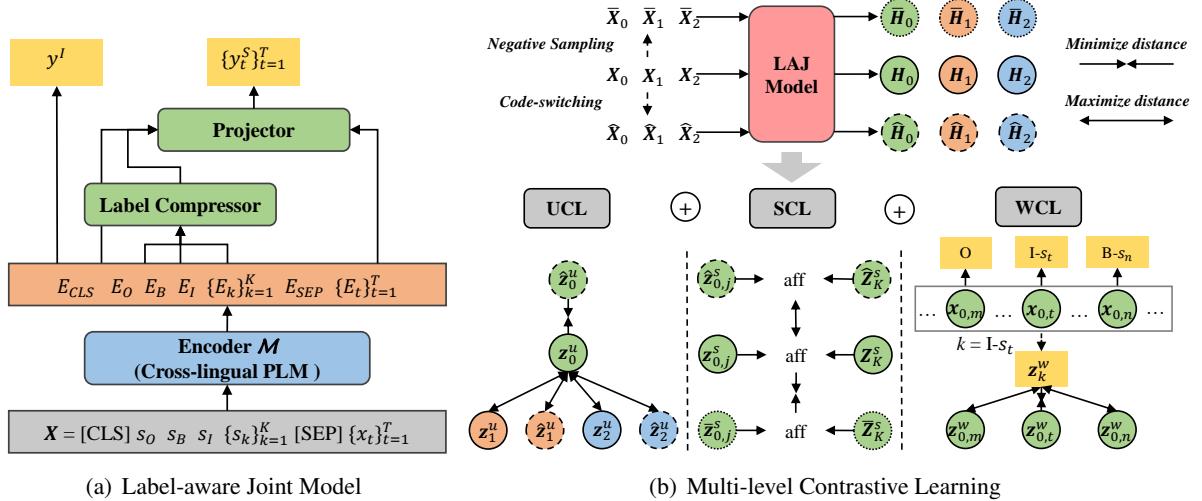 y^I {y_t^S}_{t=1}^T
Projector
Label Compressor
E_{CLS} E_O E_B E_I {E_k}_{k=1}^K E_{SEP} {E_t}_{t=1}^T
Encoder 𝓜
(Cross-lingual PLM )
X = [CLS] s_O s_B s_I {s_k}_{k=1}^K [SEP] {x_t}_{t=1}^T
(a) Label-aware Joint Model
X̄_0 X̄_1 X̄_2
Negative Sampling
X_0 X_1 X_2
Code-switching
X̂_0 X̂_1 X̂_2
LAJ
Model
H̄_0 H̄_1 H̄_2
H_0 H_1 H_2
Ĥ_0 Ĥ_1 Ĥ_2
Minimize distance
Maximize distance
UCL + SCL + WCL
ẑ_0^u
z_0^u
z_1^u ẑ_1^u z_2^u ẑ_2^u
ẑ_{0,j}^s aff Ẑ_K^s
z_{0,j}^s aff Z_K^s
z̄_{0,j}^s aff Z̄_K^s
O I-s_t B-s_n
... x_{0,m} ... x_{0,t} ... x_{0,n} ...
k = I-s_t
z_k^w
z_{0,m}^w z_{0,t}^w z_{0,n}^w
(b) Multi-level Contrastive Learning